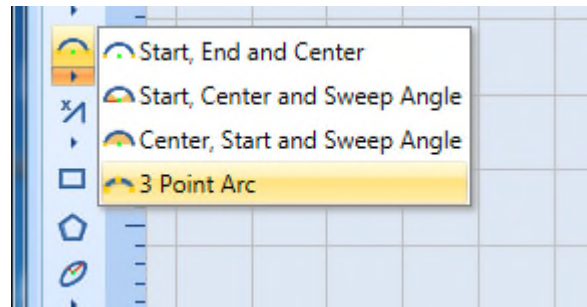 Start, End and Center
Start, Center and Sweep Angle
Center, Start and Sweep Angle
3 Point Arc